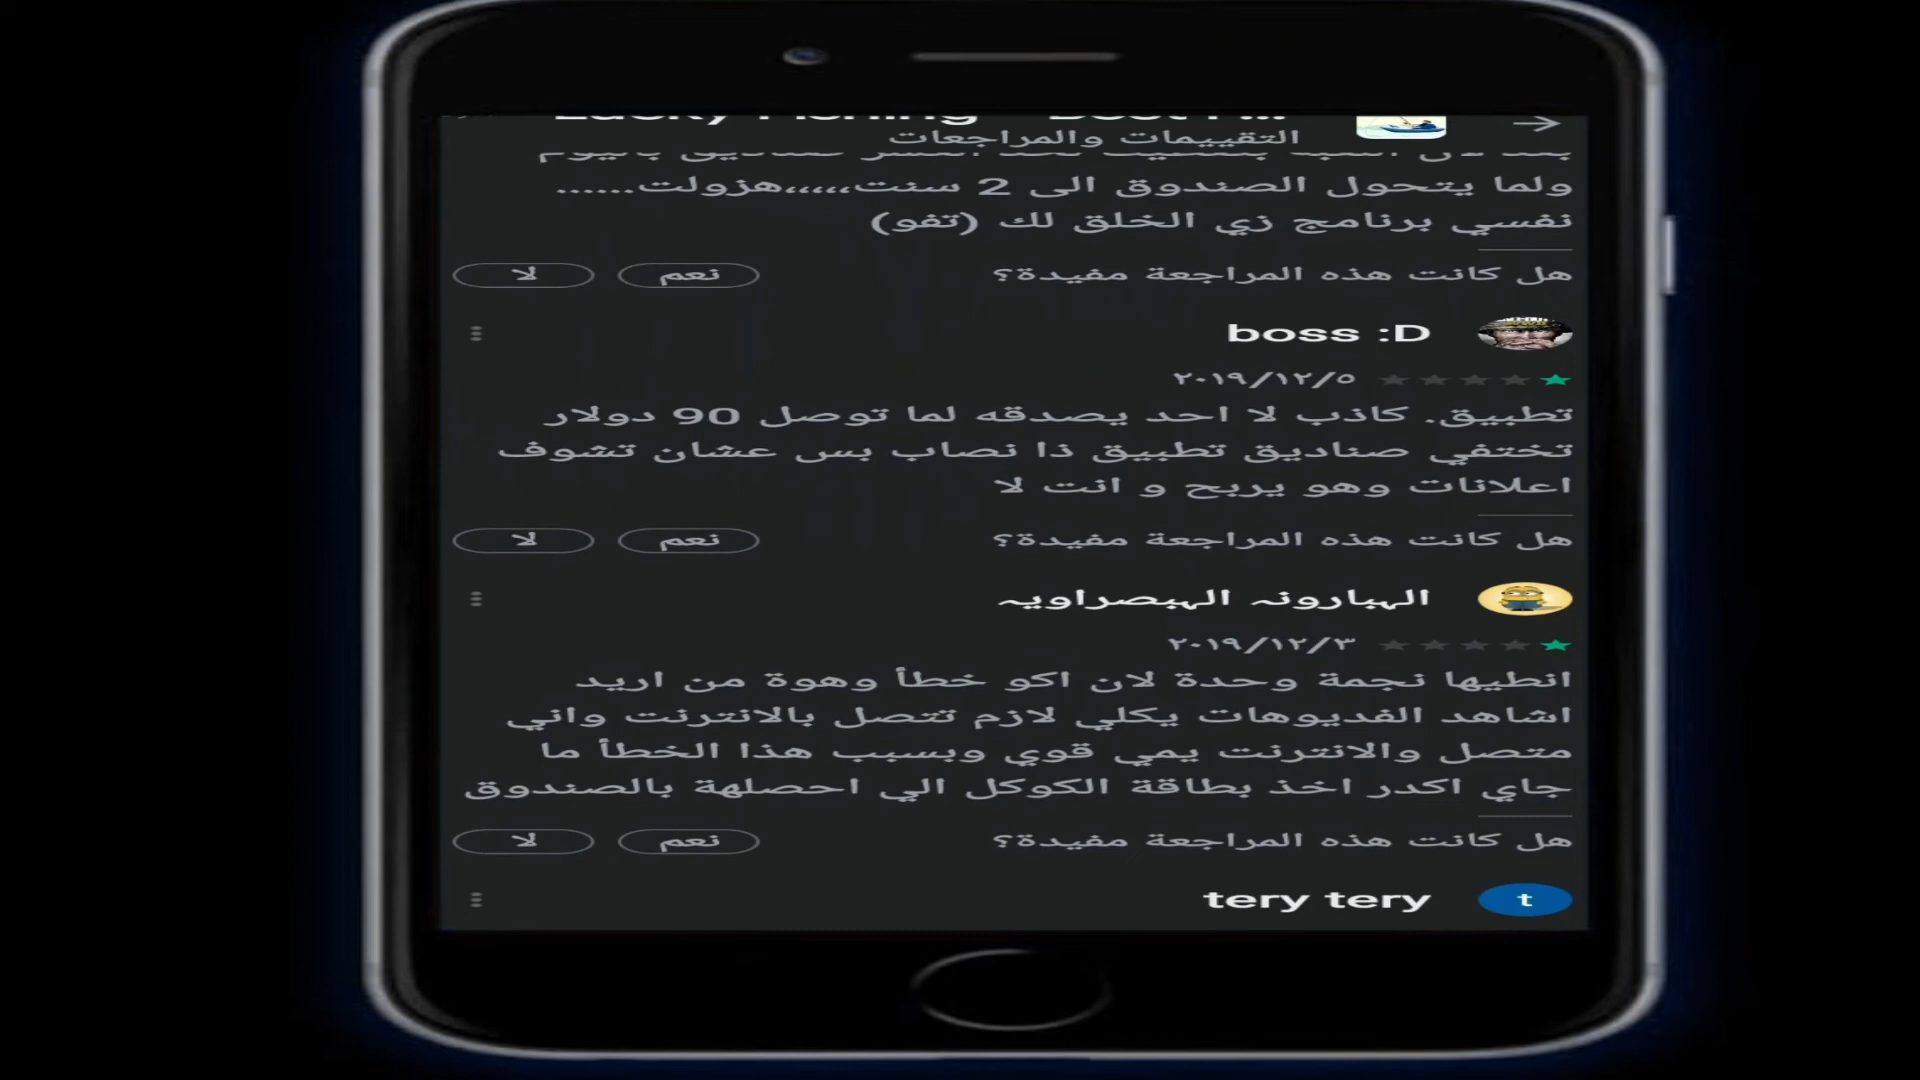 Lucky Fishing - Best F...
التقييمات والمراجعات
ولما يتحول الصندوق الى 2 سنت،،،،،هزولت......
نفسي برنامج زي الخلق لك (تفو)
هل كانت هذه المراجعة مفيدة؟ نعم لا
boss :D
٢٠١٩/١٢/٥
تطبيق. كاذب لا احد يصدقه لما توصل 90 دولار
تختفي صناديق تطبيق ذا نصاب بس عشان تشوف
اعلانات وهو يربح و انت لا
هل كانت هذه المراجعة مفيدة؟ نعم لا
الہبارونہ الہبصراويہ
٢٠١٩/١٢/٣
انطيها نجمة وحدة لان اكو خطأ وهوة من اريد
اشاهد الفديوهات يكلي لازم تتصل بالانترنت واني
متصل والانترنت يمي قوي وبسبب هذا الخطأ ما
جاي اكدر اخذ بطاقة الكوكل الي احصلهة بالصندوق
هل كانت هذه المراجعة مفيدة؟ نعم لا
t tery tery